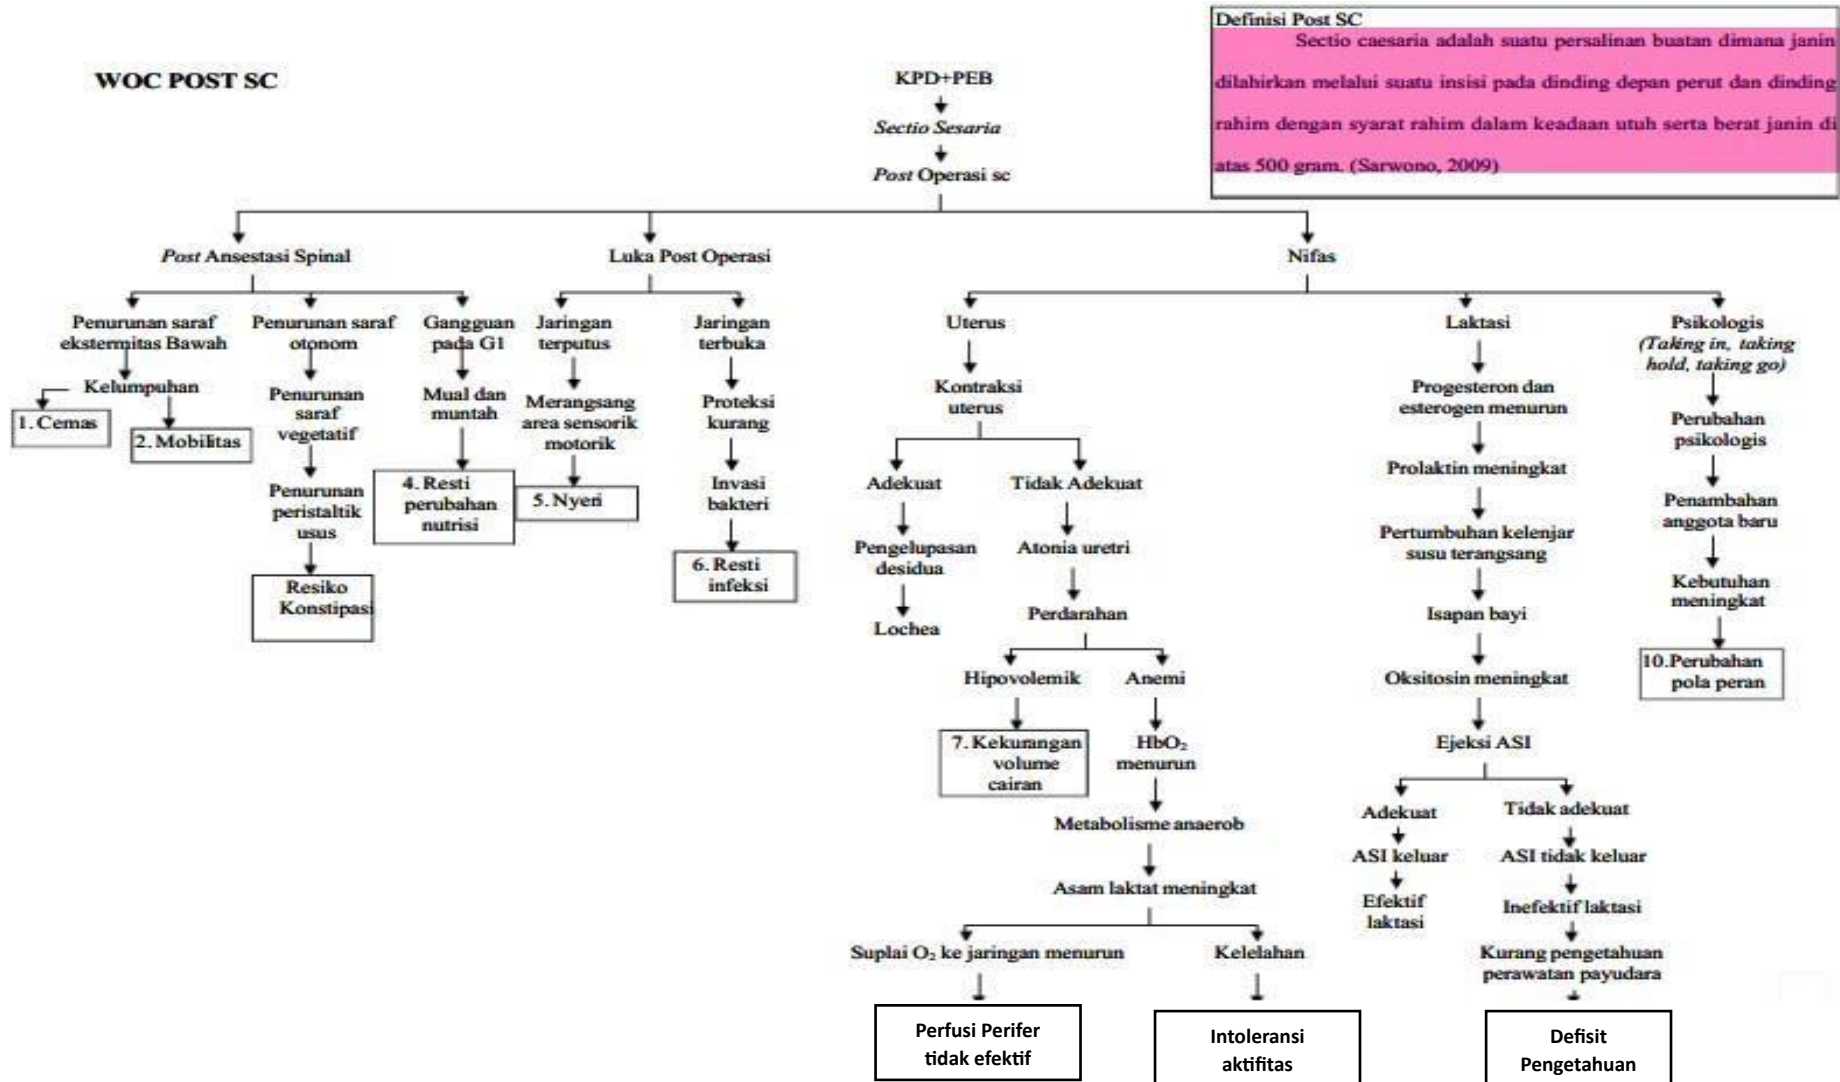 Definisi Post SC
Sectio caesaria adalah suatu persalinan buatan dimana janin
dilahirkan melalui suatu insisi pada dinding depan perut dan dinding
rahim dengan syarat rahim dalam keadaan utuh serta berat janin di
atas 500 gram. (Sarwono, 2009)
WOC POST SC
KPD+PEB
Sectio Sesaria
Post Operasi sc
Post Ansestasi Spinal
Luka Post Operasi
Nifas
Penurunan saraf
ekstermitas Bawah
Kelumpuhan
1. Cemas
2. Mobilitas
Penurunan saraf
otonom
Penurunan
saraf
vegetatif
Penurunan
peristaltik
usus
Resiko
Konstipasi
Gangguan
pada G1
Mual dan
muntah
4. Resti
perubahan
nutrisi
Jaringan
terputus
Merangsang
area sensorik
motorik
5. Nyeri
Jaringan
terbuka
Proteksi
kurang
Invasi
bakteri
6. Resti
infeksi
Uterus
Kontraksi
uterus
Adekuat
Pengelupasan
desidua
Lochea
Tidak Adekuat
Atonia uretri
Perdarahan
Hipovolemik
7. Kekurangan
volume
cairan
Anemi
HbO₂
menurun
Metabolisme anaerob
Asam laktat meningkat
Suplai O₂ ke jaringan menurun
Perfusi Perifer
tidak efektif
Kelelahan
Intoleransi
aktifitas
Laktasi
Progesteron dan
esterogen menurun
Prolaktin meningkat
Pertumbuhan kelenjar
susu terangsang
Isapan bayi
Oksitosin meningkat
Ejeksi ASI
Adekuat
ASI keluar
Efektif
laktasi
Tidak adekuat
ASI tidak keluar
Inefektif laktasi
Kurang pengetahuan
perawatan payudara
Defisit
Pengetahuan
Psikologis
(Taking in, taking
hold, taking go)
Perubahan
psikologis
Penambahan
anggota baru
Kebutuhan
meningkat
10.Perubahan
pola peran